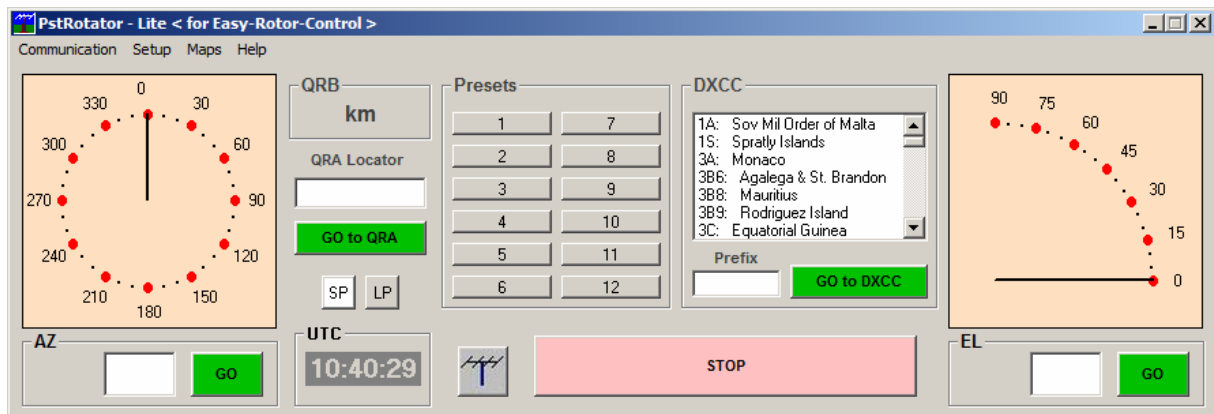 PstRotator - Lite < for Easy-Rotor-Control >
Communication Setup Maps Help
0
30
60
90
120
150
180
210
240
270
300
330
AZ
GO
QRB
km
QRA Locator
GO to QRA
SP LP
UTC
10:40:29
Presets
1 7
2 8
3 9
4 10
5 11
6 12
DXCC
1A: Sov Mil Order of Malta
1S: Spratly Islands
3A: Monaco
3B6: Agalega & St. Brandon
3B8: Mauritius
3B9: Rodriguez Island
3C: Equatorial Guinea
Prefix
GO to DXCC
STOP
90
75
60
45
30
15
0
EL
GO